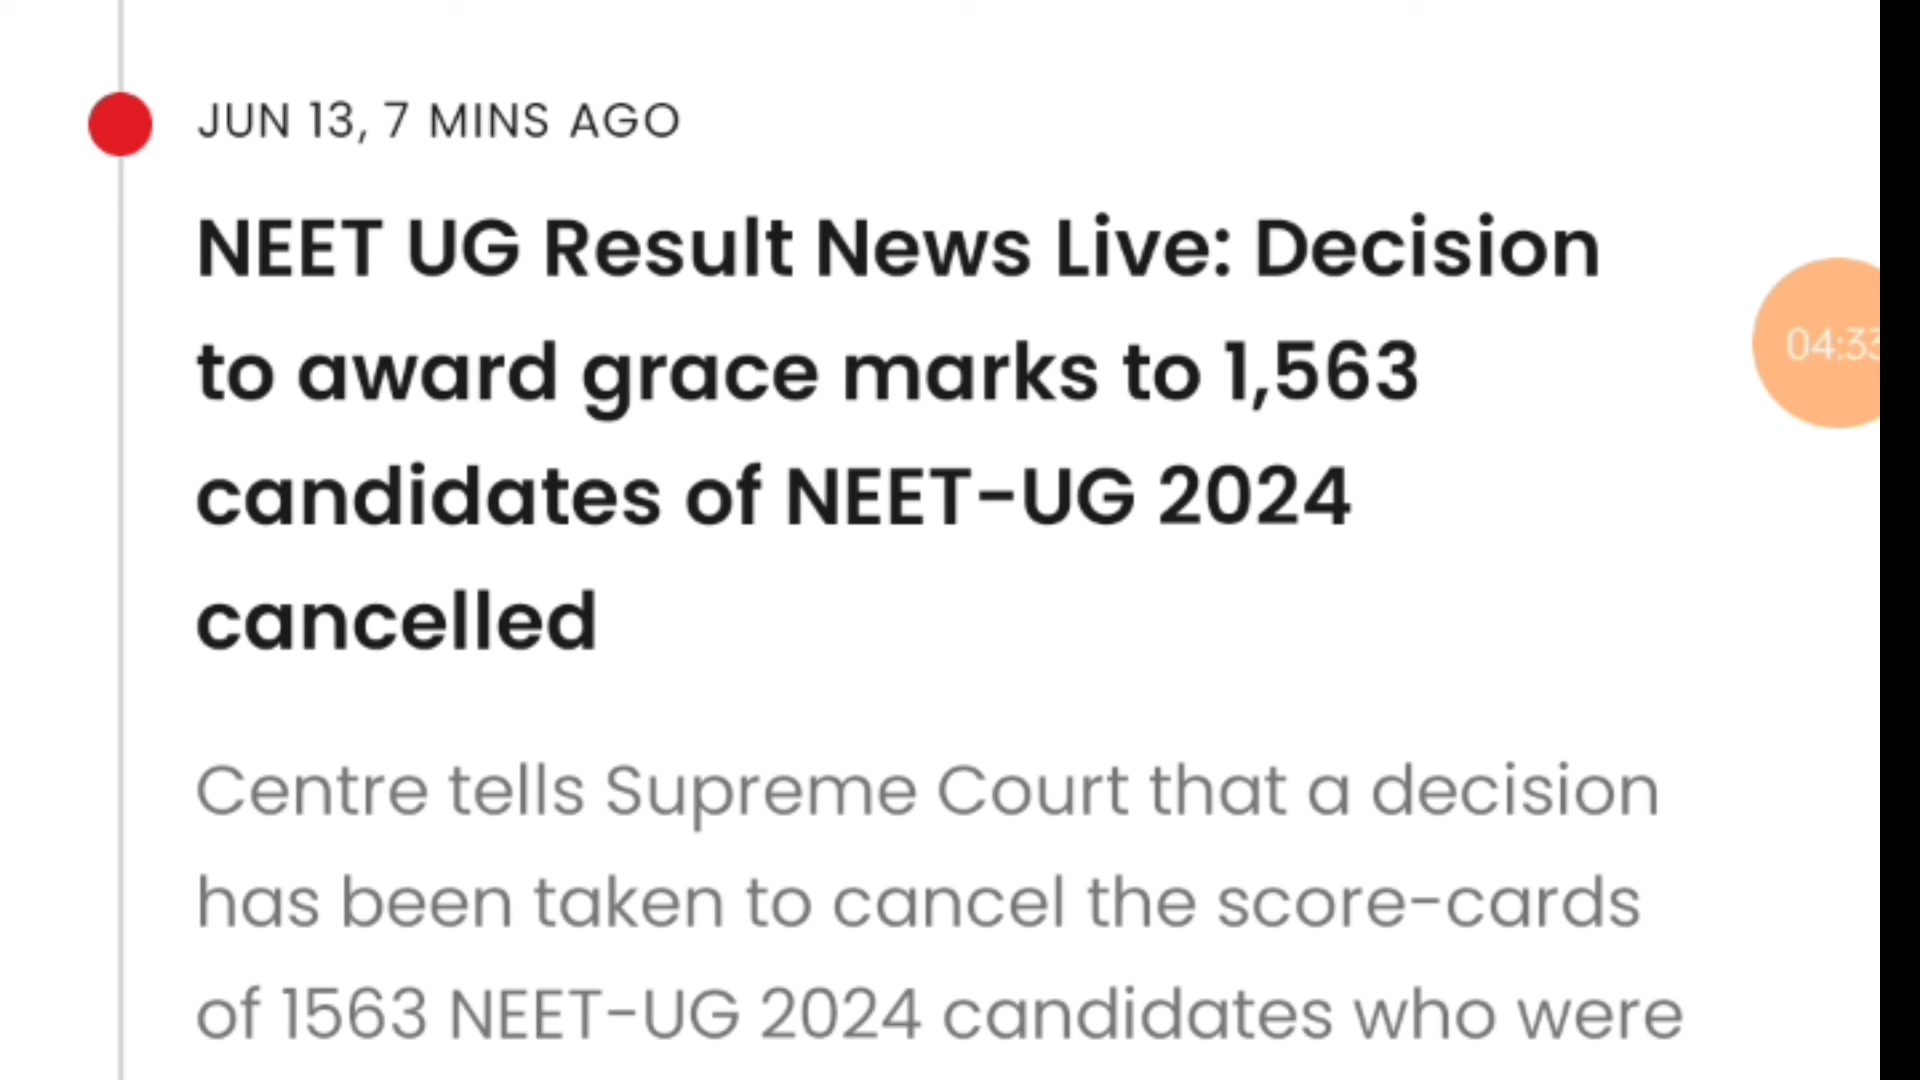 JUN 13, 7 MINS AGO
NEET UG Result News Live: Decision
to award grace marks to 1,563
candidates of NEET-UG 2024
cancelled
04:33
Centre tells Supreme Court that a decision
has been taken to cancel the score-cards
of 1563 NEET-UG 2024 candidates who were